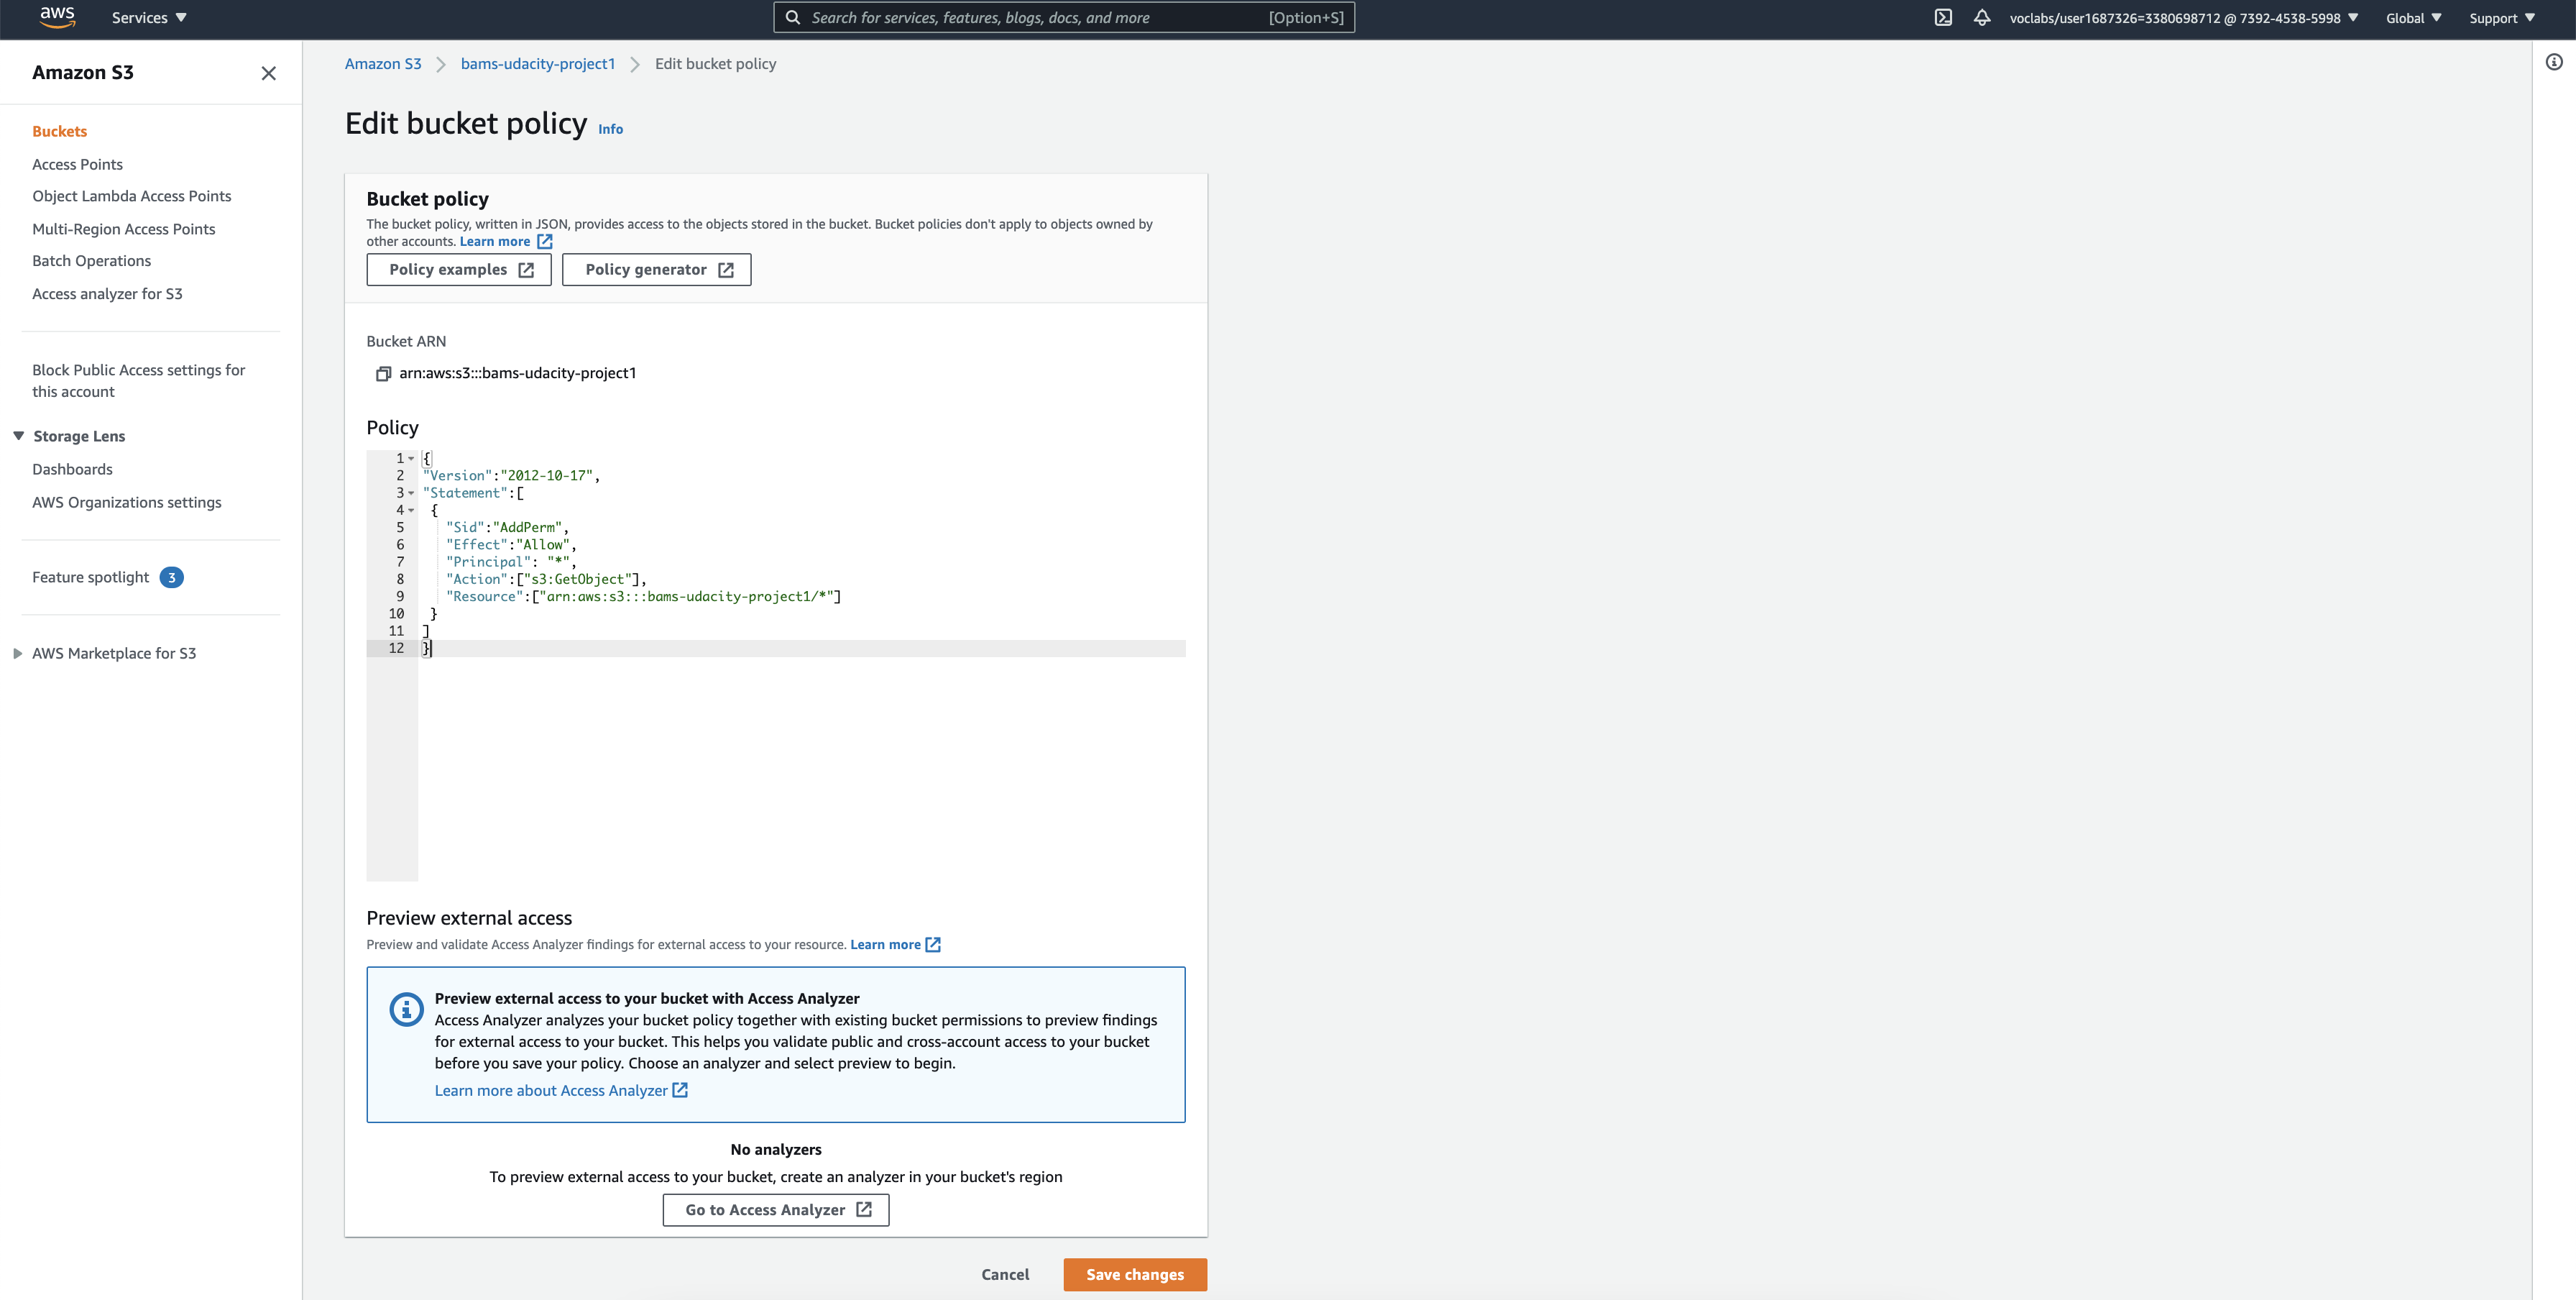 aws
Services
Search for services, features, blogs, docs, and more
[Option+S]
voclabs/user1687326=3380698712 @ 7392-4538-5998
Global
Support
Amazon S3
Buckets
Access Points
Object Lambda Access Points
Multi-Region Access Points
Batch Operations
Access analyzer for S3
Block Public Access settings for
this account
Storage Lens
Dashboards
AWS Organizations settings
Feature spotlight 3
AWS Marketplace for S3
Amazon S3 > bams-udacity-project1 > Edit bucket policy
Edit bucket policy Info
Bucket policy
The bucket policy, written in JSON, provides access to the objects stored in the bucket. Bucket policies don't apply to objects owned by
other accounts. Learn more
Policy examples
Policy generator
Bucket ARN
arn:aws:s3:::bams-udacity-project1
Policy
1 {
2 "Version":"2012-10-17",
3 "Statement":[
4 {
5 "Sid":"AddPerm",
6 "Effect":"Allow",
7 "Principal": "*",
8 "Action":["s3:GetObject"],
9 "Resource":["arn:aws:s3:::bams-udacity-project1/*"]
10 }
11 ]
12 }
Preview external access
Preview and validate Access Analyzer findings for external access to your resource. Learn more
Preview external access to your bucket with Access Analyzer
Access Analyzer analyzes your bucket policy together with existing bucket permissions to preview findings
for external access to your bucket. This helps you validate public and cross-account access to your bucket
before you save your policy. Choose an analyzer and select preview to begin.
Learn more about Access Analyzer
No analyzers
To preview external access to your bucket, create an analyzer in your bucket's region
Go to Access Analyzer
Cancel
Save changes